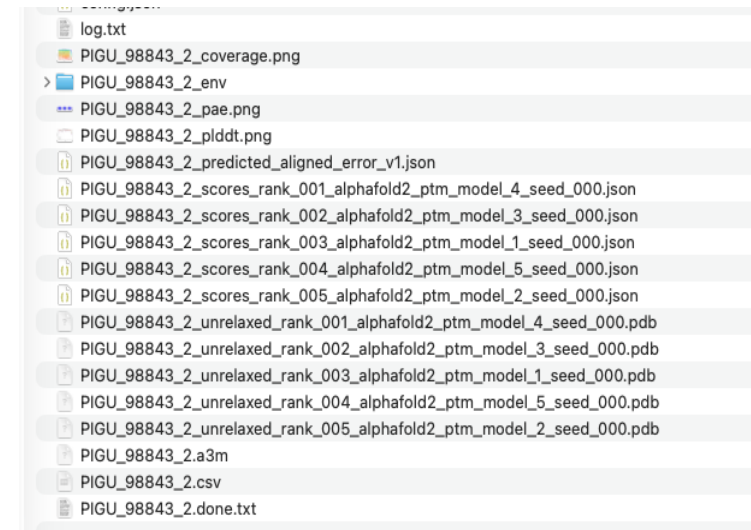 log.txt
PIGU_98843_2_coverage.png
PIGU_98843_2_env
PIGU_98843_2_pae.png
PIGU_98843_2_plddt.png
PIGU_98843_2_predicted_aligned_error_v1.json
PIGU_98843_2_scores_rank_001_alphafold2_ptm_model_4_seed_000.json
PIGU_98843_2_scores_rank_002_alphafold2_ptm_model_3_seed_000.json
PIGU_98843_2_scores_rank_003_alphafold2_ptm_model_1_seed_000.json
PIGU_98843_2_scores_rank_004_alphafold2_ptm_model_5_seed_000.json
PIGU_98843_2_scores_rank_005_alphafold2_ptm_model_2_seed_000.json
PIGU_98843_2_unrelaxed_rank_001_alphafold2_ptm_model_4_seed_000.pdb
PIGU_98843_2_unrelaxed_rank_002_alphafold2_ptm_model_3_seed_000.pdb
PIGU_98843_2_unrelaxed_rank_003_alphafold2_ptm_model_1_seed_000.pdb
PIGU_98843_2_unrelaxed_rank_004_alphafold2_ptm_model_5_seed_000.pdb
PIGU_98843_2_unrelaxed_rank_005_alphafold2_ptm_model_2_seed_000.pdb
PIGU_98843_2.a3m
PIGU_98843_2.csv
PIGU_98843_2.done.txt